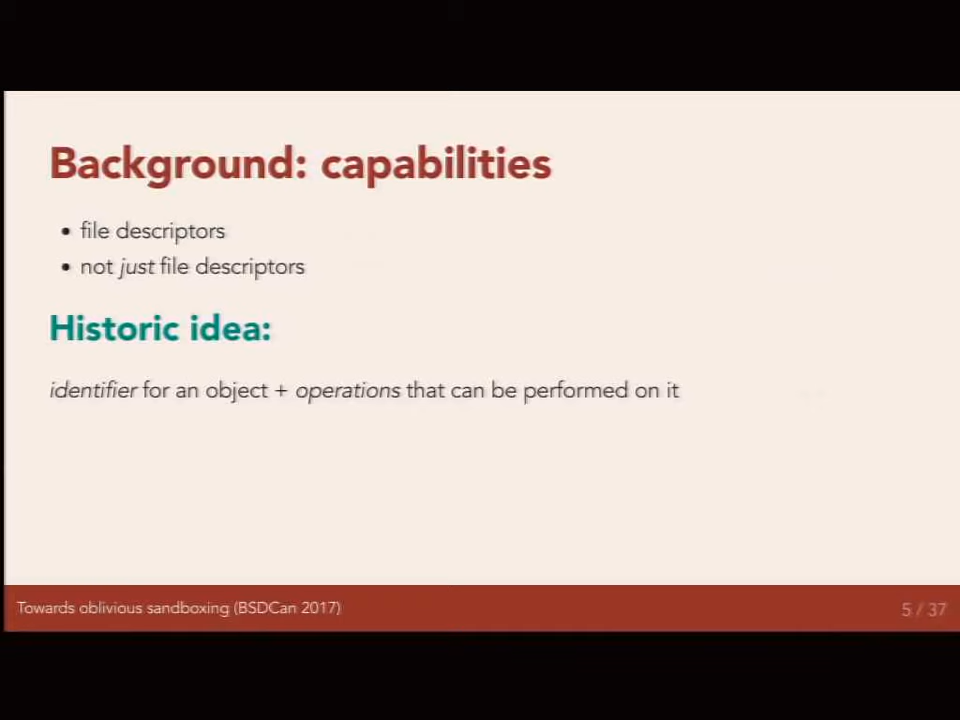 Background: capabilities
• file descriptors
• not just file descriptors
Historic idea:
identifier for an object + operations that can be performed on it
Towards oblivious sandboxing (BSDCan 2017)
5 / 37